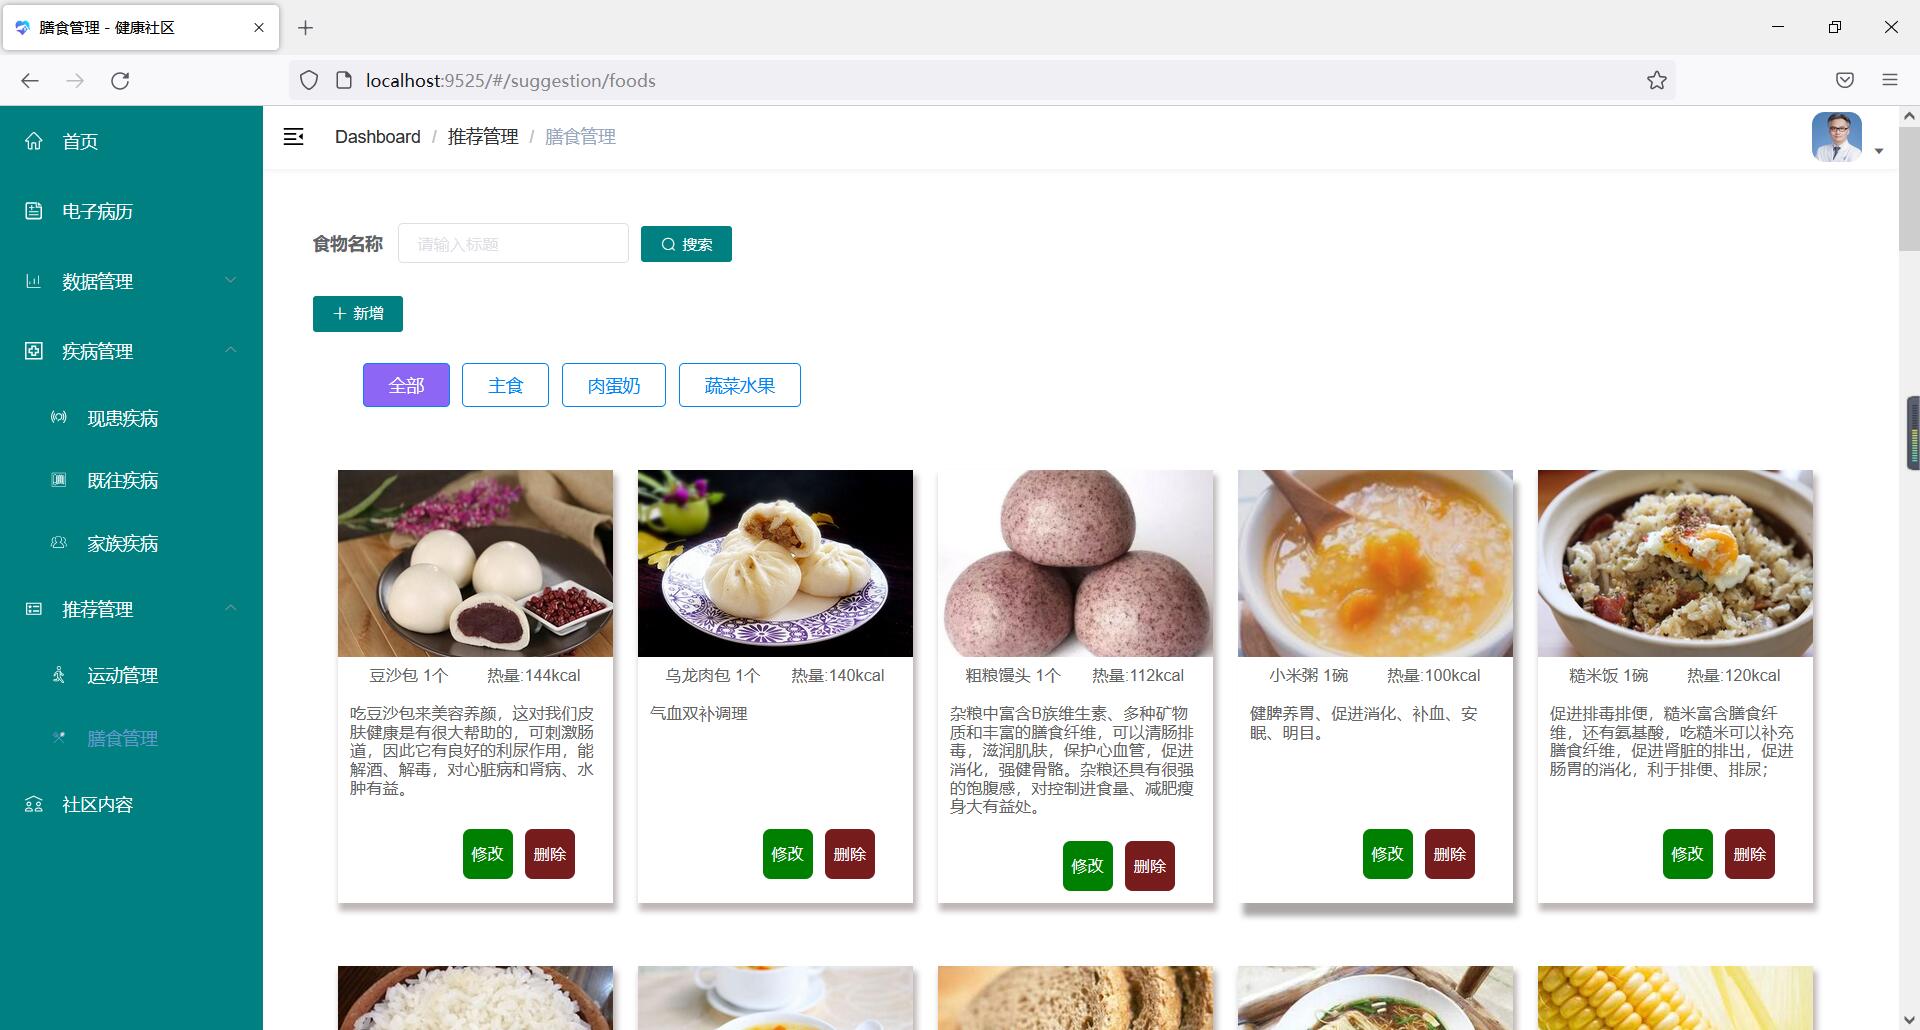 膳食管理 - 健康社区
localhost:9525/#/suggestion/foods
首页
电子病历
数据管理
疾病管理
现患疾病
既往疾病
家族疾病
推荐管理
运动管理
膳食管理
社区内容
Dashboard / 推荐管理 / 膳食管理
食物名称 请输入标题 搜索
新增
全部 主食 肉蛋奶 蔬菜水果
豆沙包 1个 热量:144kcal
吃豆沙包来美容养颜，这对我们皮
肤健康是有很大帮助的，可刺激肠
道，因此它有良好的利尿作用，能
解酒、解毒，对心脏病和肾病、水
肿有益。
修改 删除
乌龙肉包 1个 热量:140kcal
气血双补调理
修改 删除
粗粮馒头 1个 热量:112kcal
杂粮中富含B族维生素、多种矿物
质和丰富的膳食纤维，可以清肠排
毒，滋润肌肤，保护心血管，促进
消化，强健骨骼。杂粮还具有很强
的饱腹感，对控制进食量、减肥瘦
身大有益处。
修改 删除
小米粥 1碗 热量:100kcal
健脾养胃、促进消化、补血、安
眠、明目。
修改 删除
糙米饭 1碗 热量:120kcal
促进排毒排便，糙米富含膳食纤
维，还有氨基酸，吃糙米可以补充
膳食纤维，促进肾脏的排出，促进
肠胃的消化，利于排便、排尿；
修改 删除